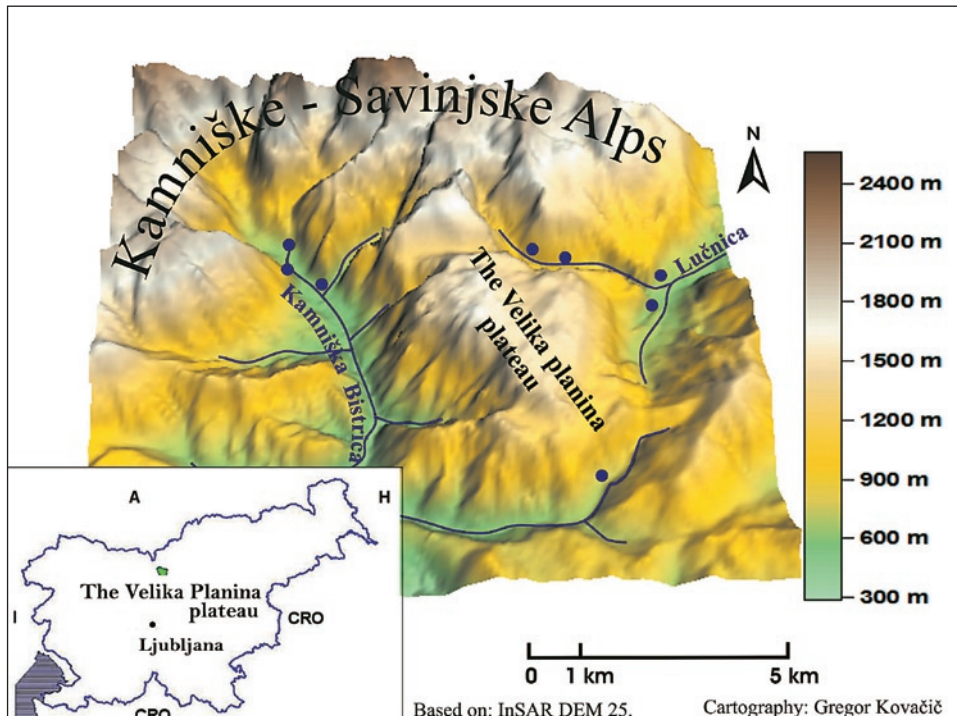 Kamniške - Savinjske Alps
N
2400 m
2100 m
1800 m
1500 m
1200 m
900 m
600 m
300 m
Lučnica
The Velika planina
plateau
Kamniška Bistrica
A
H
The Velika Planina
plateau
I
CRO
Ljubljana
CRO
0 1 km 5 km
Based on: InSAR DEM 25.
Cartography: Gregor Kovačič